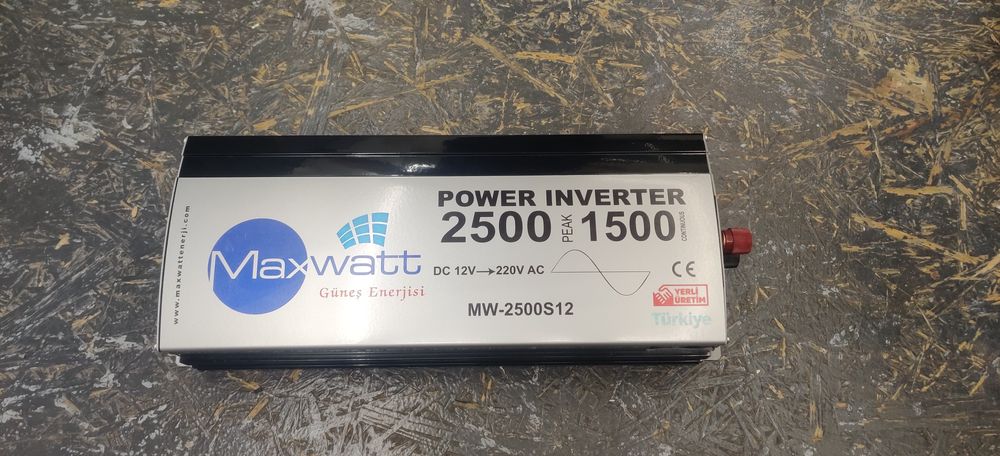 www.maxwattenerji.com
Maxwatt
Güneş Enerjisi
POWER INVERTER
2500 PEAK 1500 CONTINUOUS
DC 12V→220V AC
CE
MW-2500S12
YERLİ
ÜRETİM
Türkiye